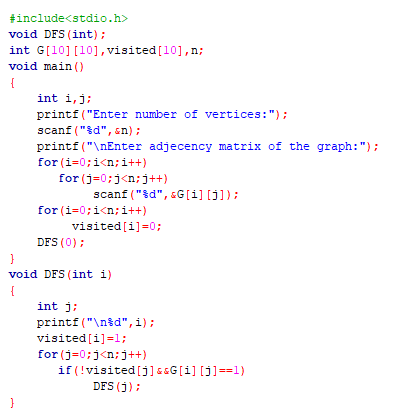 #include<stdio.h>
void DFS(int);
int G[10][10],visited[10],n;
void main()
{
int i,j;
printf("Enter number of vertices:");
scanf("%d",&n);
printf("\nEnter adjecency matrix of the graph:");
for(i=0;i<n;i++)
for(j=0;j<n;j++)
scanf("%d",&G[i][j]);
for(i=0;i<n;i++)
visited[i]=0;
DFS(0);
}
void DFS(int i)
{
int j;
printf("\n%d",i);
visited[i]=1;
for(j=0;j<n;j++)
if(!visited[j]&&G[i][j]==1)
DFS(j);
}